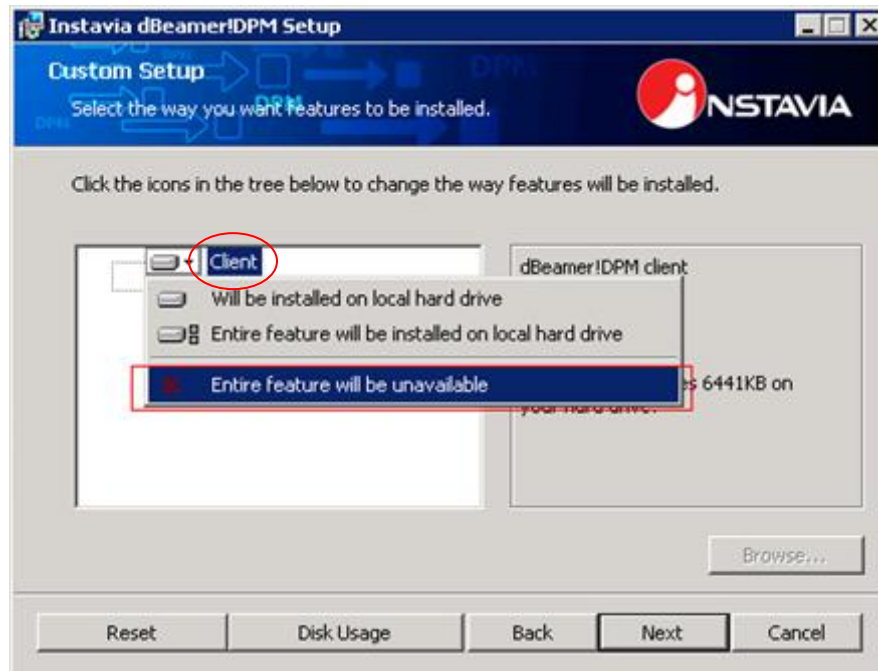 Instavia dBeamer!DPM Setup
Custom Setup
DPM
Select the way you want features to be installed.
DPM
DPM
INSTAVIA
Click the icons in the tree below to change the way features will be installed.
Client
dBeamer!DPM client
Will be installed on local hard drive
Entire feature will be installed on local hard drive
Entire feature will be unavailable
s 6441KB on
your hard drive.
Browse...
Reset
Disk Usage
Back
Next
Cancel